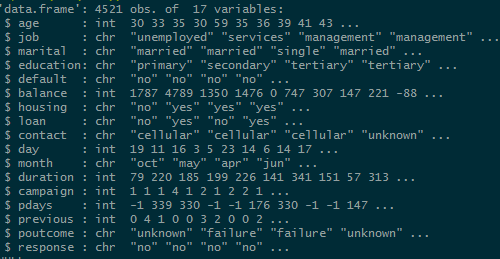 'data.frame': 4521 obs. of  17 variables:
 $ age      : int  30 33 35 30 59 35 36 39 41 43 ...
 $ job      : chr  "unemployed" "services" "management" "management" ...
 $ marital  : chr  "married" "married" "single" "married" ...
 $ education: chr  "primary" "secondary" "tertiary" "tertiary" ...
 $ default  : chr  "no" "no" "no" "no" ...
 $ balance  : int  1787 4789 1350 1476 0 747 307 147 221 -88 ...
 $ housing  : chr  "no" "yes" "yes" "yes" ...
 $ loan     : chr  "no" "yes" "no" "yes" ...
 $ contact  : chr  "cellular" "cellular" "cellular" "unknown" ...
 $ day      : int  19 11 16 3 5 23 14 6 14 17 ...
 $ month    : chr  "oct" "may" "apr" "jun" ...
 $ duration : int  79 220 185 199 226 141 341 151 57 313 ...
 $ campaign : int  1 1 1 4 1 2 1 2 2 1 ...
 $ pdays    : int  -1 339 330 -1 -1 176 330 -1 -1 147 ...
 $ previous : int  0 4 1 0 0 3 2 0 0 2 ...
 $ poutcome : chr  "unknown" "failure" "failure" "unknown" ...
 $ response : chr  "no" "no" "no" "no" ...